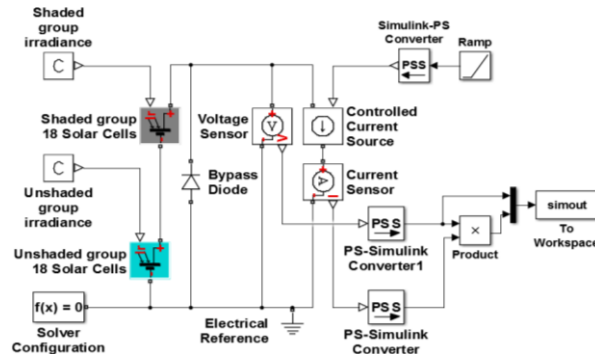 Shaded
group
irradiance
C
Simulink-PS
Converter
PSS
Ramp
Shaded group
18 Solar Cells
Voltage
Sensor
V
Controlled
Current
Source
C
Unshaded
group
irradiance
Bypass
Diode
A
Current
Sensor
PSS
PS-Simulink
Converter1
×
Product
simout
To
Workspace
Unshaded group
18 Solar Cells
f(x) = 0
Solver
Configuration
Electrical
Reference
PSS
PS-Simulink
Converter